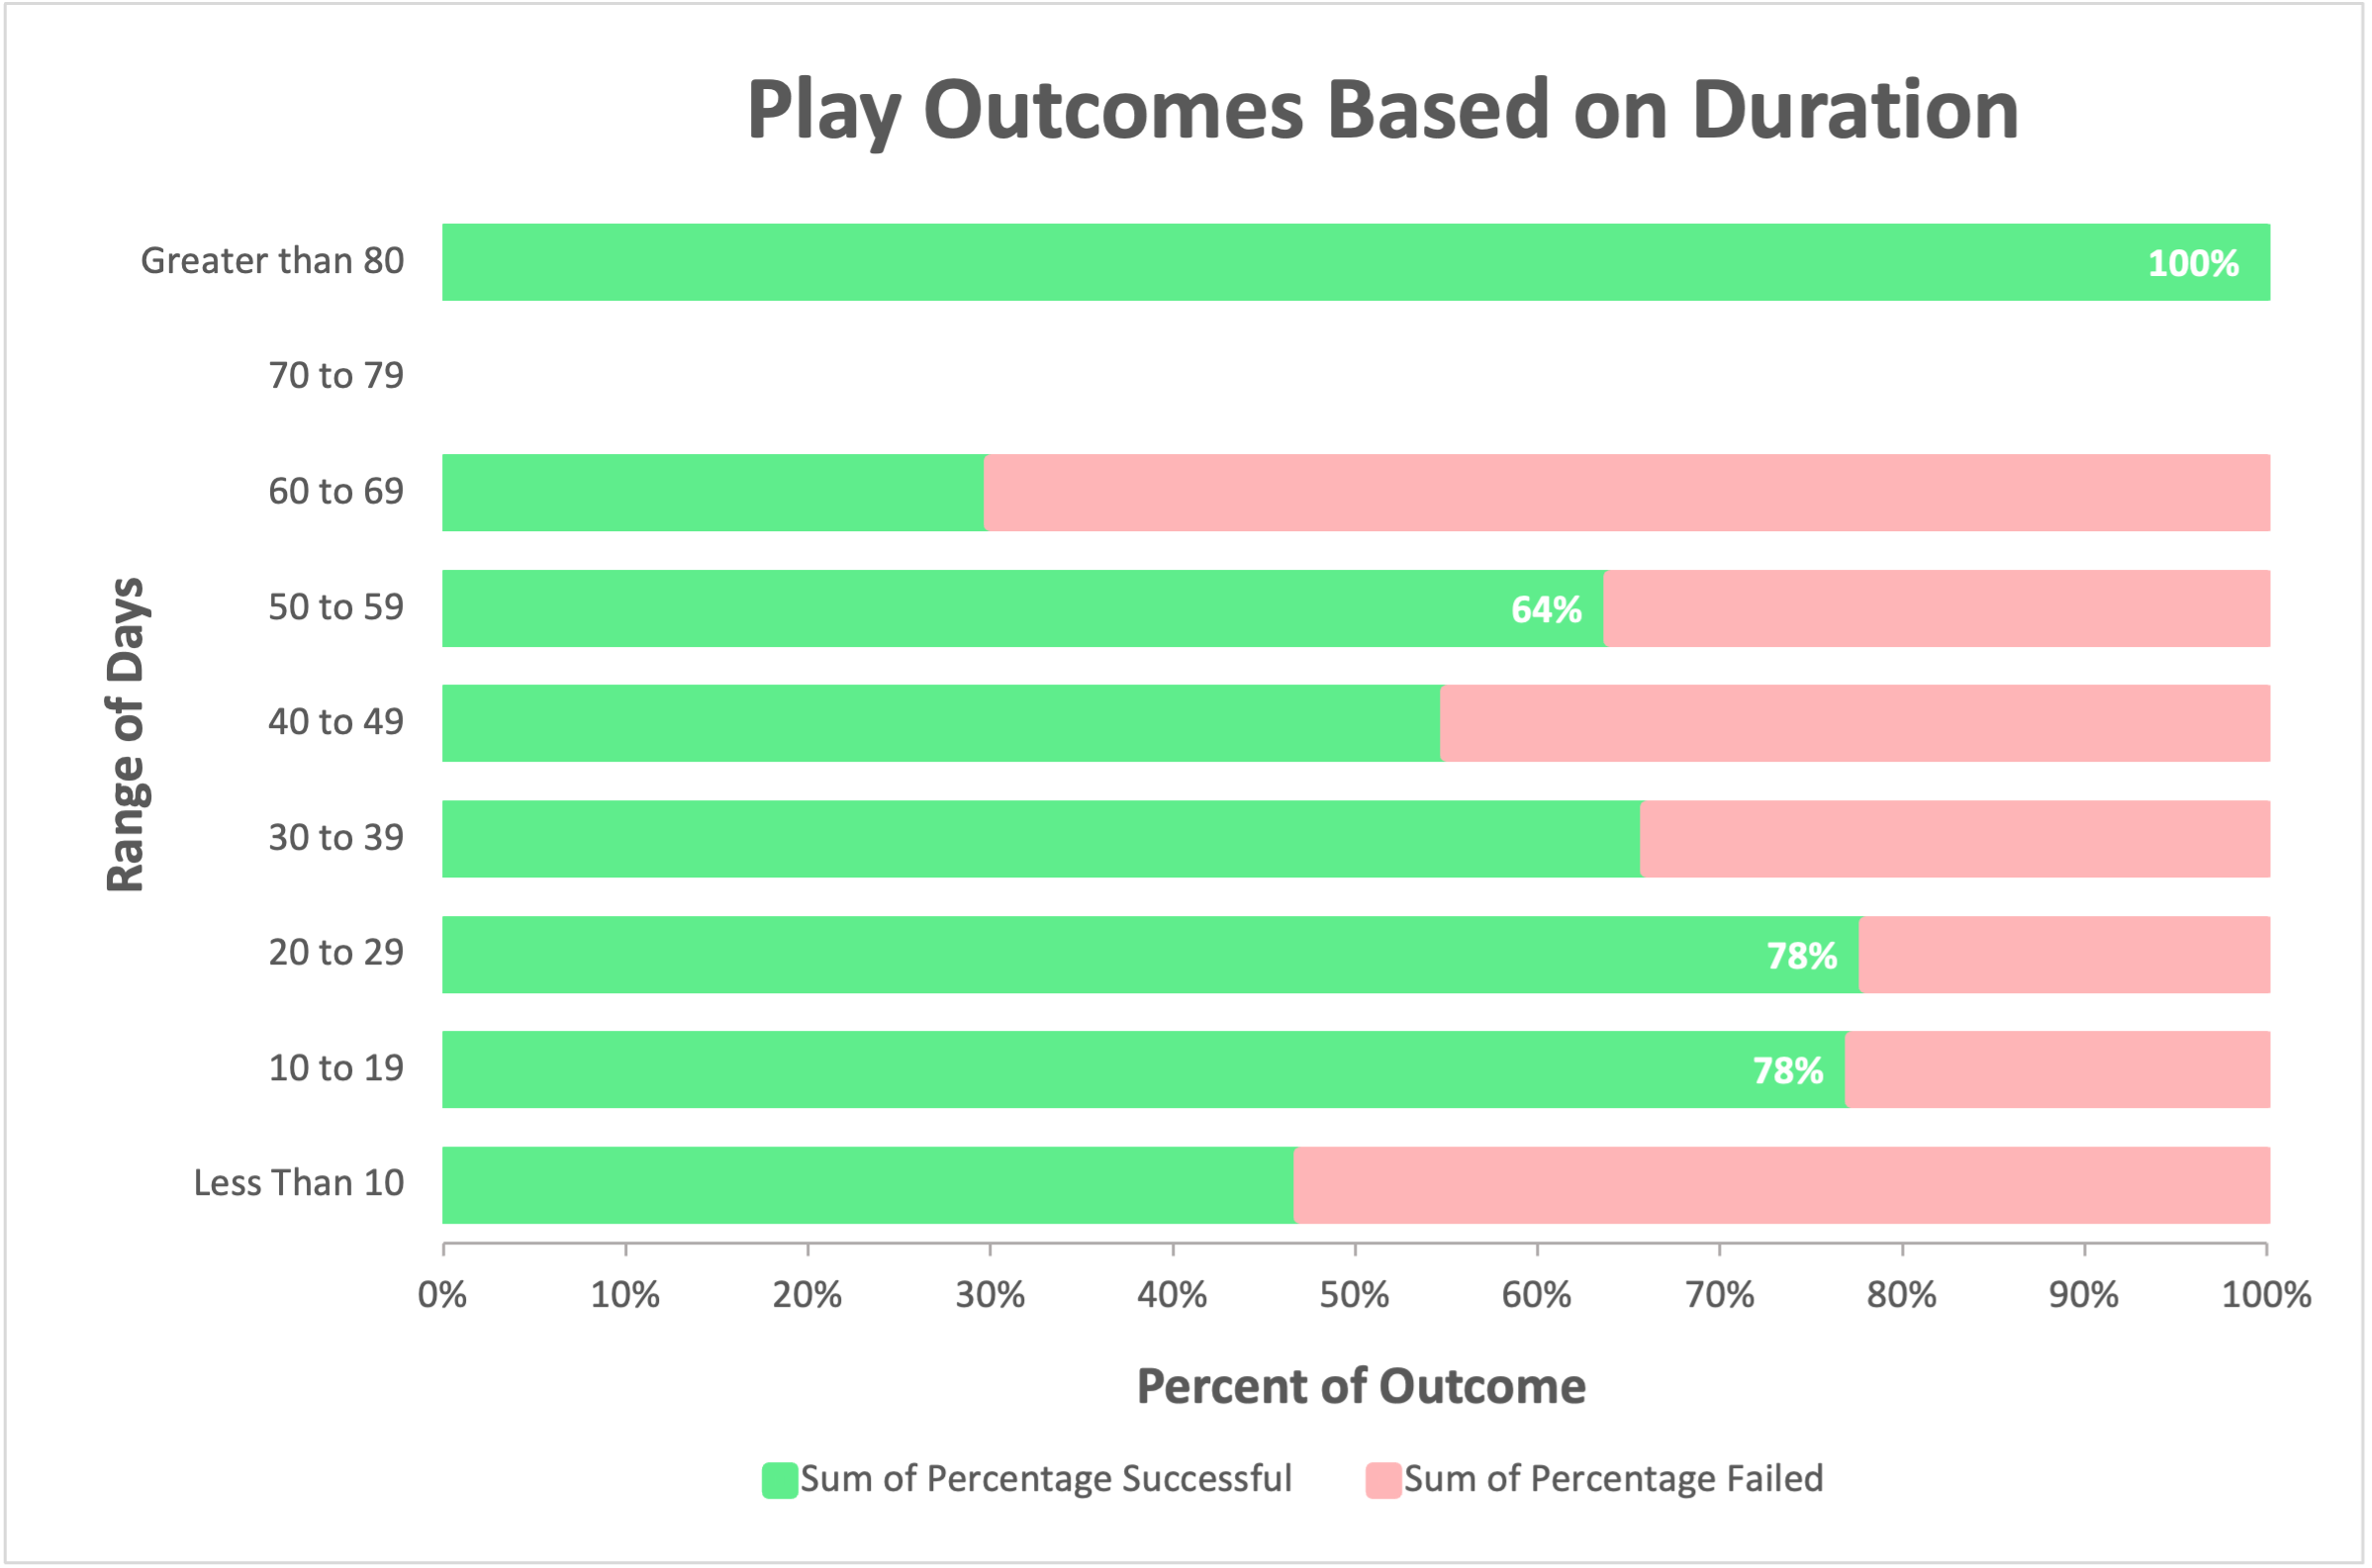 Play Outcomes Based on Duration
Greater than 80
100%
70 to 79
60 to 69
50 to 59
64%
40 to 49
30 to 39
20 to 29
78%
10 to 19
78%
Less Than 10
Range of Days
0% 10% 20% 30% 40% 50% 60% 70% 80% 90% 100%
Percent of Outcome
Sum of Percentage Successful
Sum of Percentage Failed